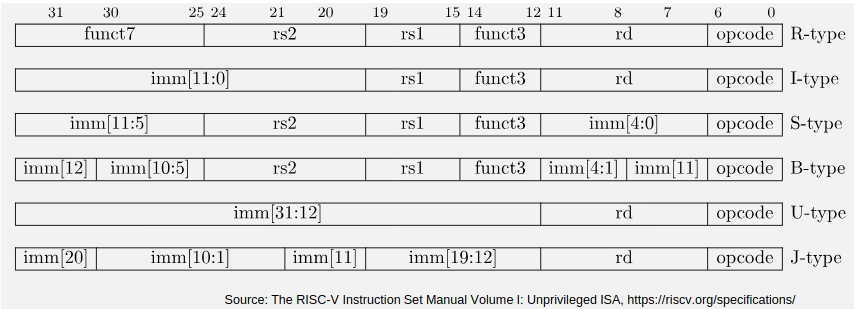 31 30 25 24 21 20 19 15 14 12 11 8 7 6 0
funct7 rs2 rs1 funct3 rd opcode R-type
imm[11:0] rs1 funct3 rd opcode I-type
imm[11:5] rs2 rs1 funct3 imm[4:0] opcode S-type
imm[12] imm[10:5] rs2 rs1 funct3 imm[4:1] imm[11] opcode B-type
imm[31:12] rd opcode U-type
imm[20] imm[10:1] imm[11] imm[19:12] rd opcode J-type
Source: The RISC-V Instruction Set Manual Volume I: Unprivileged ISA, https://riscv.org/specifications/